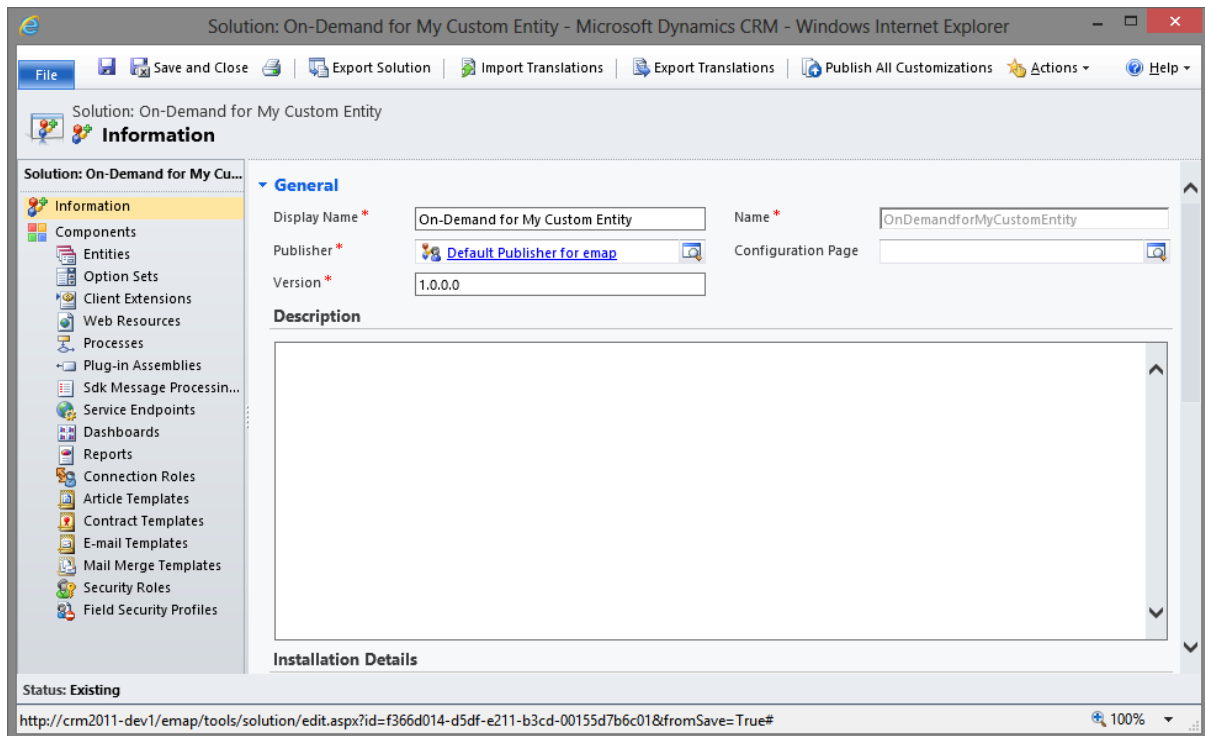 Solution: On-Demand for My Custom Entity - Microsoft Dynamics CRM - Windows Internet Explorer
File Save and Close Export Solution Import Translations Export Translations Publish All Customizations Actions Help
Solution: On-Demand for My Custom Entity
Information
Solution: On-Demand for My Cu...
Information
Components
Entities
Option Sets
Client Extensions
Web Resources
Processes
Plug-in Assemblies
Sdk Message Processin...
Service Endpoints
Dashboards
Reports
Connection Roles
Article Templates
Contract Templates
E-mail Templates
Mail Merge Templates
Security Roles
Field Security Profiles
General
Display Name * On-Demand for My Custom Entity Name * OnDemandforMyCustomEntity
Publisher * Default Publisher for emap Configuration Page
Version * 1.0.0.0
Description
Installation Details
Status: Existing
http://crm2011-dev1/emap/tools/solution/edit.aspx?id=f366d014-d5df-e211-b3cd-00155d7b6c01&fromSave=True# 100%